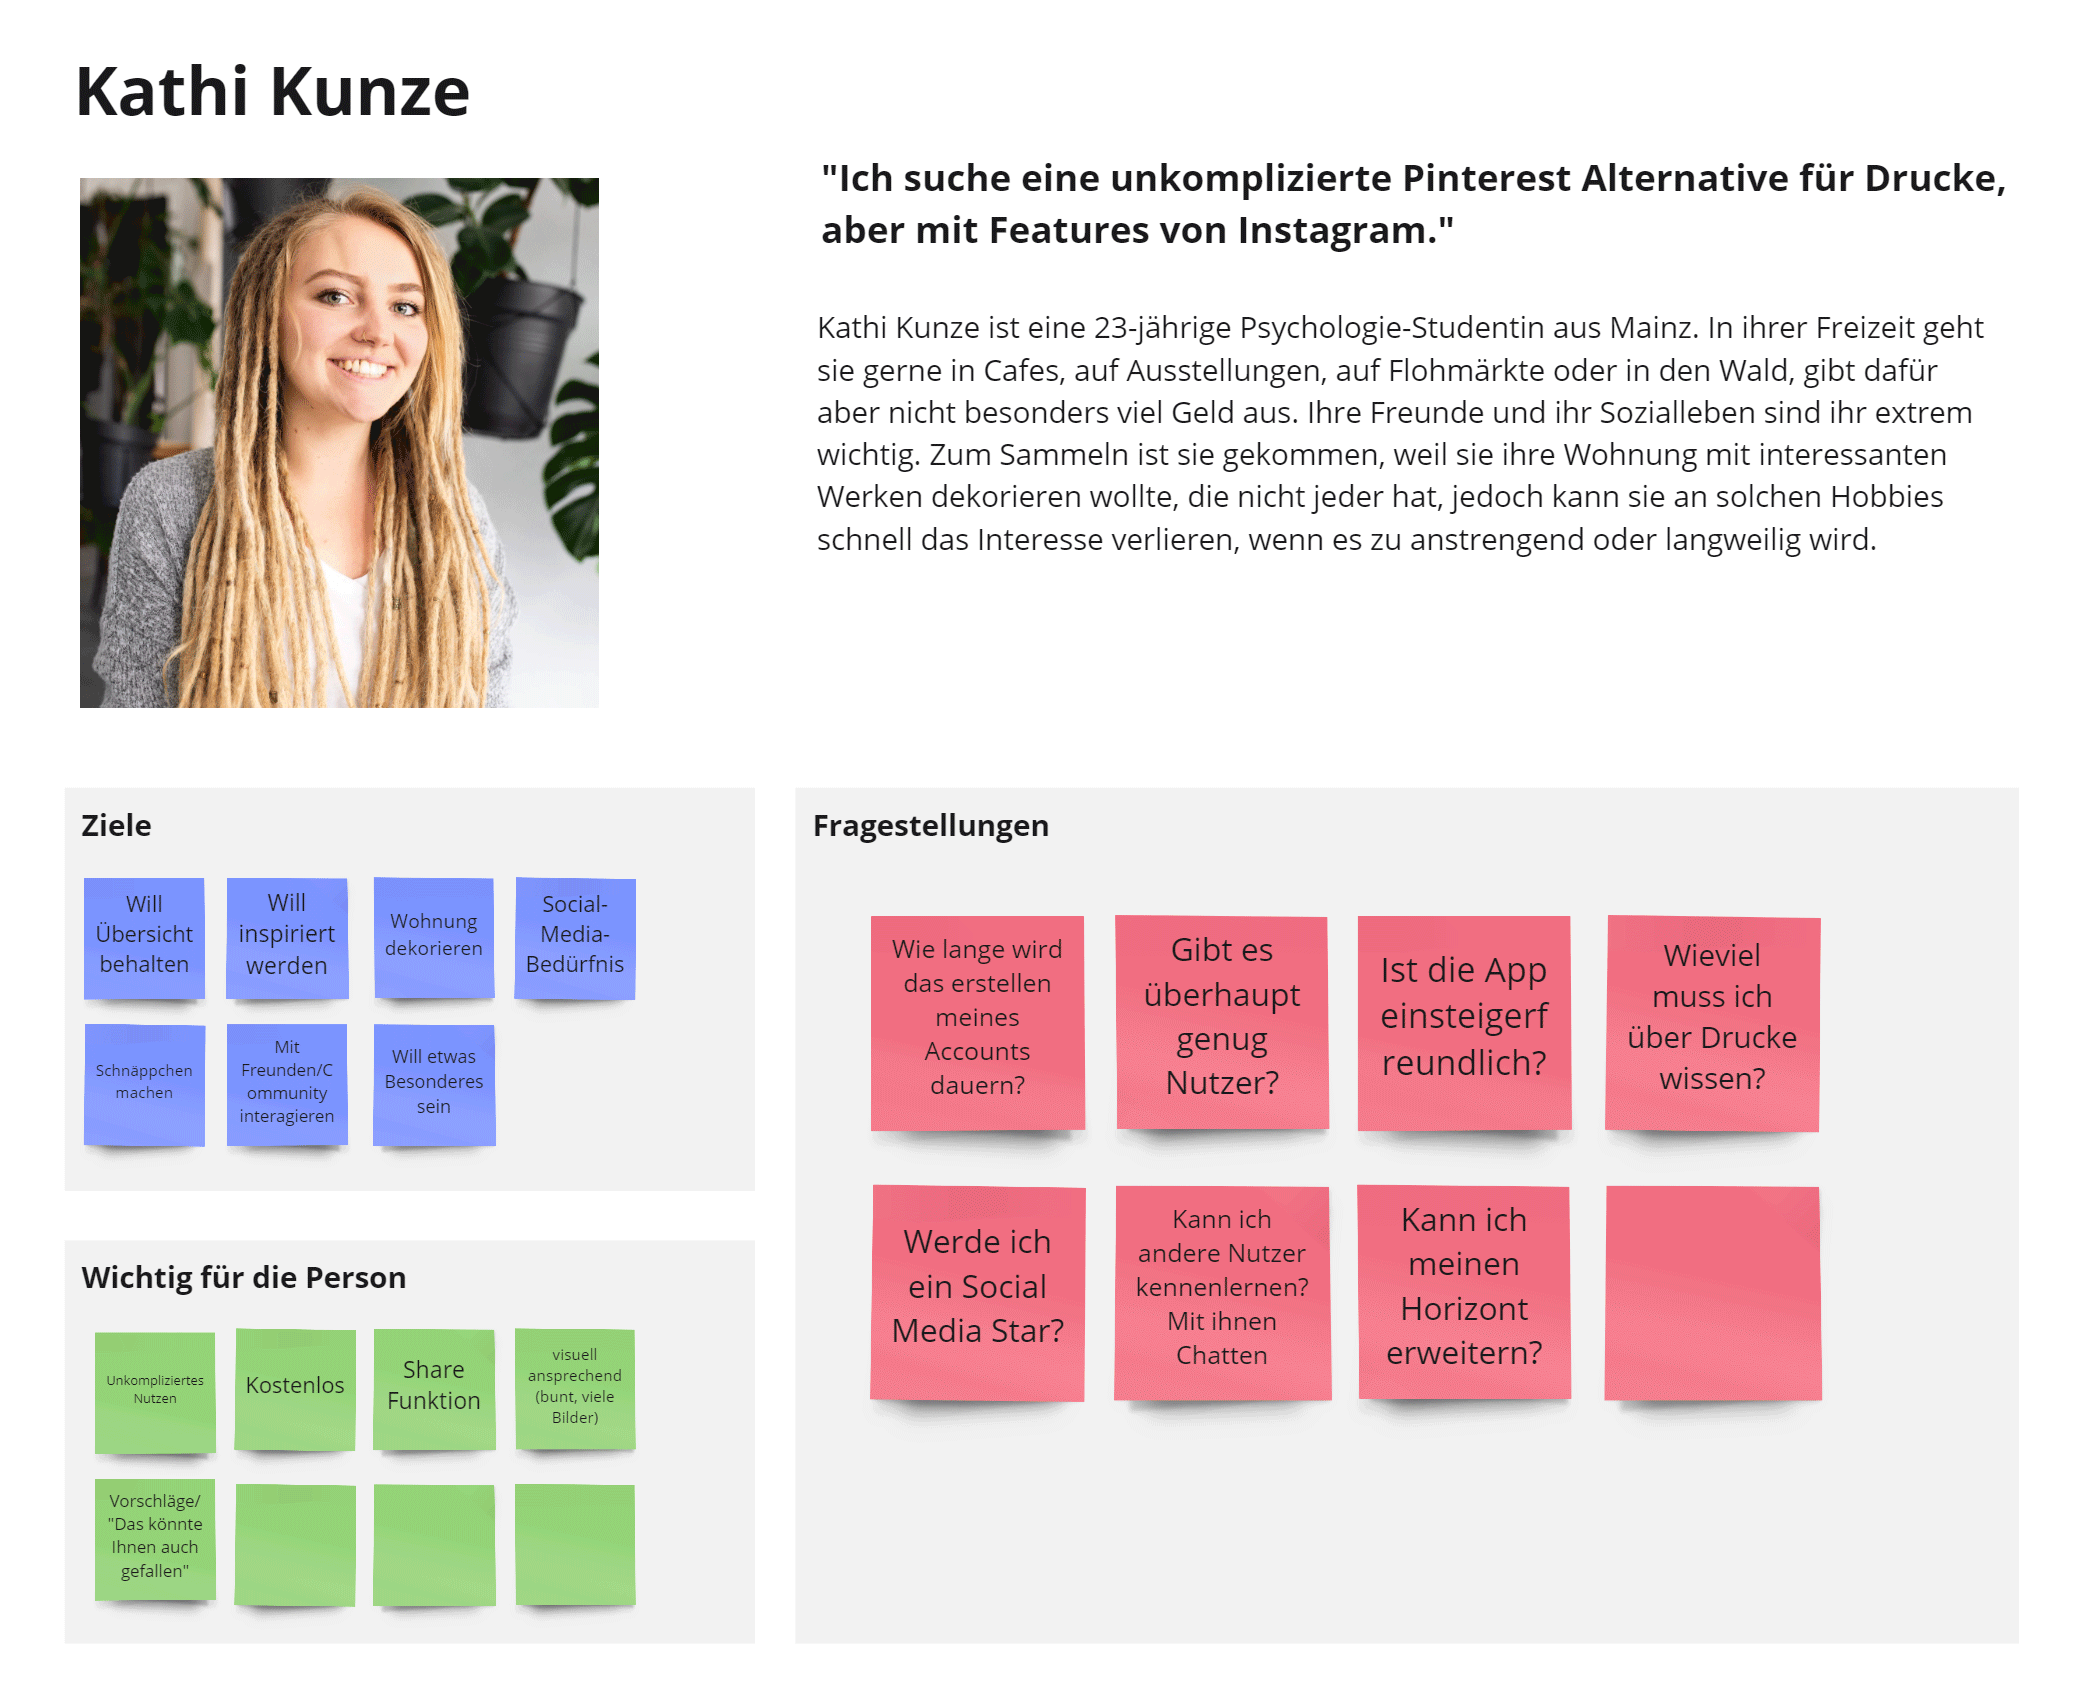 Kathi Kunze
"Ich suche eine unkomplizierte Pinterest Alternative für Drucke,
aber mit Features von Instagram."
Kathi Kunze ist eine 23-jährige Psychologie-Studentin aus Mainz. In ihrer Freizeit geht
sie gerne in Cafes, auf Ausstellungen, auf Flohmärkte oder in den Wald, gibt dafür
aber nicht besonders viel Geld aus. Ihre Freunde und ihr Sozialleben sind ihr extrem
wichtig. Zum Sammeln ist sie gekommen, weil sie ihre Wohnung mit interessanten
Werken dekorieren wollte, die nicht jeder hat, jedoch kann sie an solchen Hobbies
schnell das Interesse verlieren, wenn es zu anstrengend oder langweilig wird.
Ziele
Will
Übersicht
behalten
Will
inspiriert
werden
Wohnung
dekorieren
Social-
Media-
Bedürfnis
Schnäppchen
machen
Mit
Freunden/C
ommunity
interagieren
Will etwas
Besonderes
sein
Wichtig für die Person
Unkompliziertes
Nutzen
Kostenlos
Share
Funktion
visuell
ansprechend
(bunt, viele
Bilder)
Vorschläge/
"Das könnte
Ihnen auch
gefallen"
Fragestellungen
Wie lange wird
das erstellen
meines
Accounts
dauern?
Gibt es
überhaupt
genug
Nutzer?
Ist die App
einsteigerf
reundlich?
Wieviel
muss ich
über Drucke
wissen?
Werde ich
ein Social
Media Star?
Kann ich
andere Nutzer
kennenlernen?
Mit ihnen
Chatten
Kann ich
meinen
Horizont
erweitern?